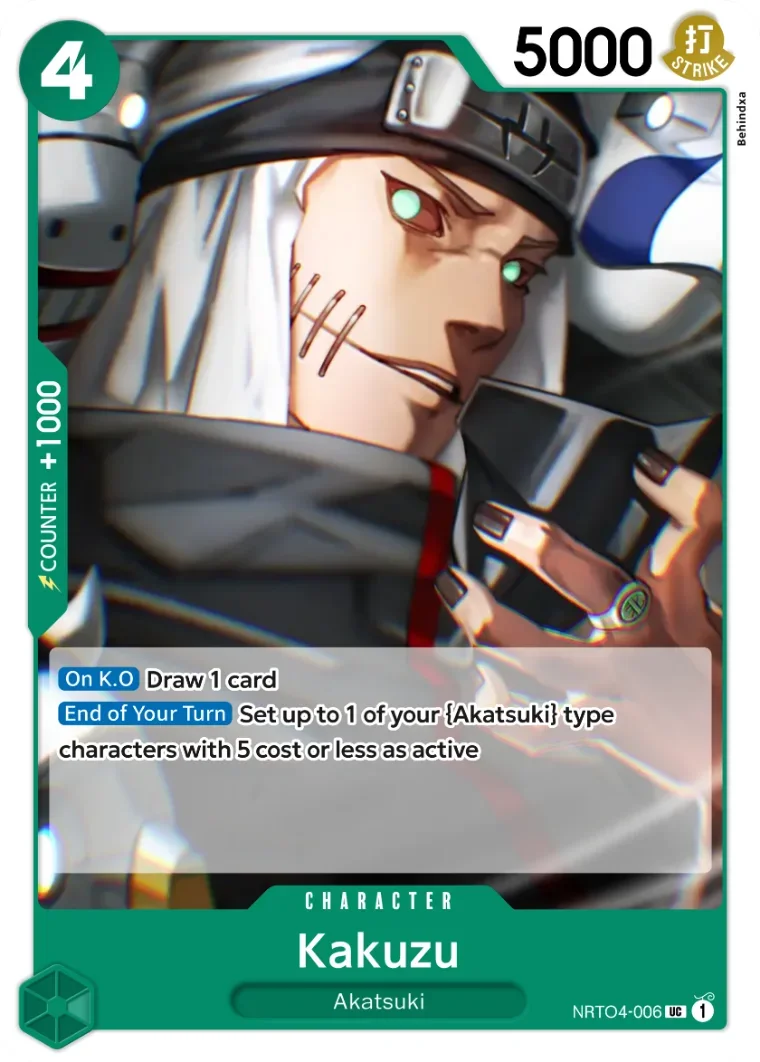 4
5000
打
STRIKE
Behindxa
COUNTER +1000
On K.O Draw 1 card
End of Your Turn Set up to 1 of your {Akatsuki} type
characters with 5 cost or less as active
CHARACTER
Kakuzu
Akatsuki
NRTO4-006 UC 1